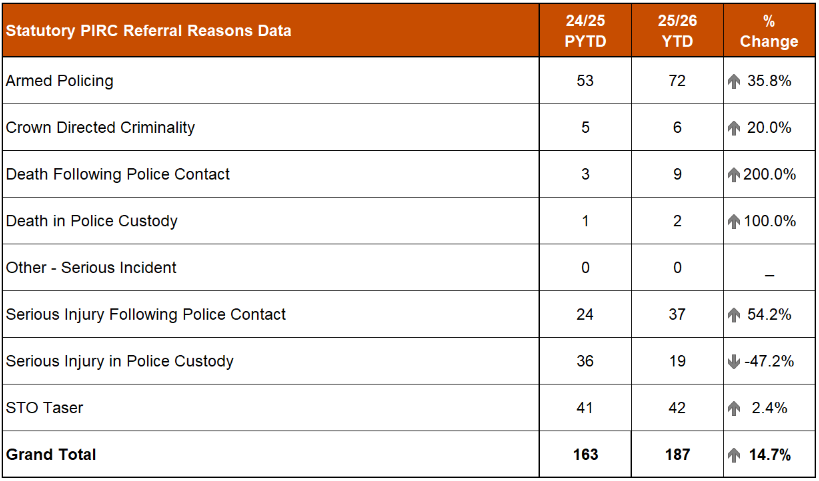 Statutory PIRC Referral Reasons Data 24/25 PYTD 25/26 YTD % Change
Armed Policing 53 72 35.8%
Crown Directed Criminality 5 6 20.0%
Death Following Police Contact 3 9 200.0%
Death in Police Custody 1 2 100.0%
Other - Serious Incident 0 0 _
Serious Injury Following Police Contact 24 37 54.2%
Serious Injury in Police Custody 36 19 -47.2%
STO Taser 41 42 2.4%
Grand Total 163 187 14.7%